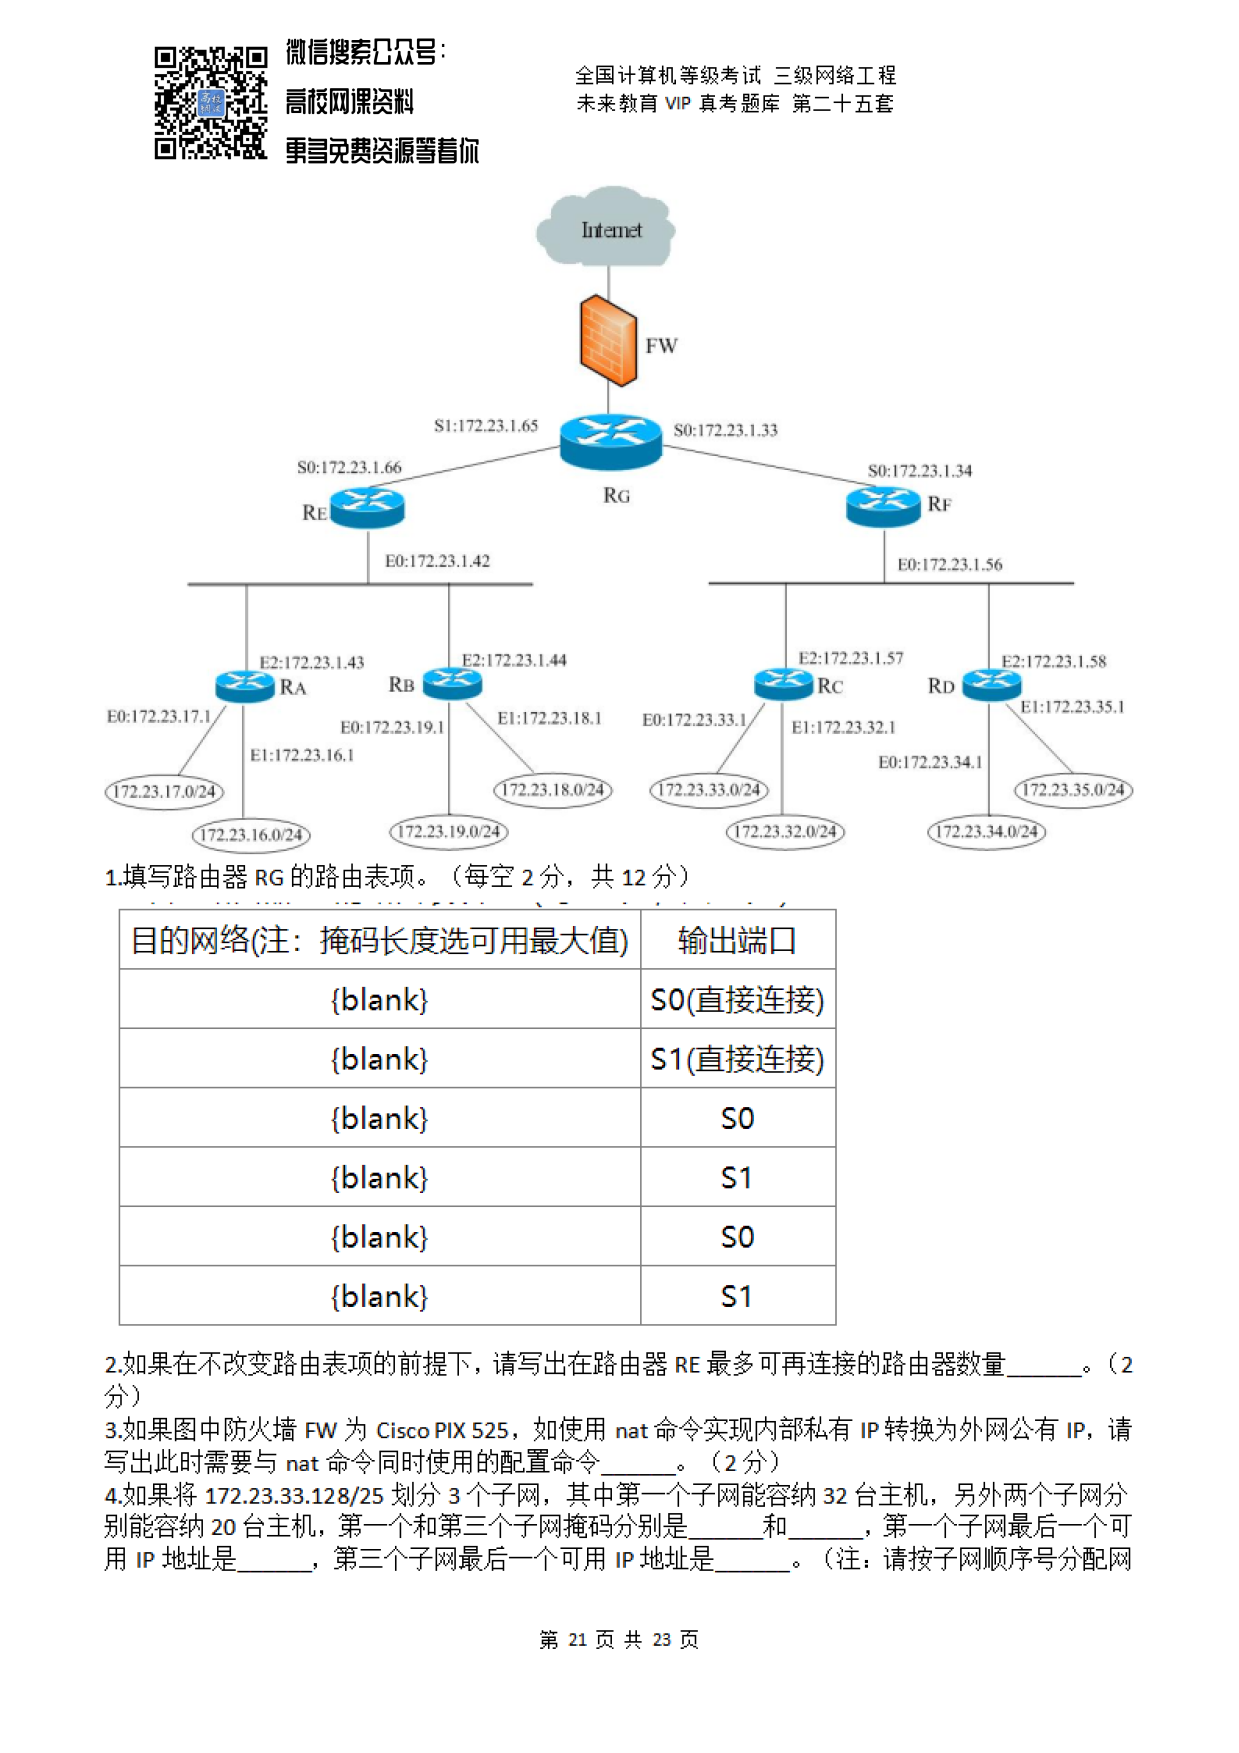 微信搜索公众号：
高校网课资料
更多免费资源等着你
高校
网课
全国计算机等级考试 三级网络工程
未来教育 VIP 真考题库 第二十五套
Internet
FW
S1:172.23.1.65
S0:172.23.1.33
S0:172.23.1.66
S0:172.23.1.34
RG
RE
RF
E0:172.23.1.42
E0:172.23.1.56
E2:172.23.1.43
E2:172.23.1.44
E2:172.23.1.57
E2:172.23.1.58
RA
RB
RC
RD
E0:172.23.17.1
E0:172.23.19.1
E1:172.23.18.1
E0:172.23.33.1
E1:172.23.32.1
E1:172.23.35.1
E1:172.23.16.1
E0:172.23.34.1
172.23.17.0/24
172.23.18.0/24
172.23.33.0/24
172.23.35.0/24
172.23.16.0/24
172.23.19.0/24
172.23.32.0/24
172.23.34.0/24
1.填写路由器 RG 的路由表项。（每空 2 分，共 12 分）
目的网络(注：掩码长度选可用最大值) 输出端口
{blank} S0(直接连接)
{blank} S1(直接连接)
{blank} S0
{blank} S1
{blank} S0
{blank} S1
2.如果在不改变路由表项的前提下，请写出在路由器 RE 最多可再连接的路由器数量______。（2
分）
3.如果图中防火墙 FW 为 Cisco PIX 525，如使用 nat 命令实现内部私有 IP 转换为外网公有 IP，请
写出此时需要与 nat 命令同时使用的配置命令______。（2 分）
4.如果将 172.23.33.128/25 划分 3 个子网，其中第一个子网能容纳 32 台主机，另外两个子网分
别能容纳 20 台主机，第一个和第三个子网掩码分别是______和______，第一个子网最后一个可
用 IP 地址是______，第三个子网最后一个可用 IP 地址是______。（注：请按子网顺序号分配网
第 21 页 共 23 页